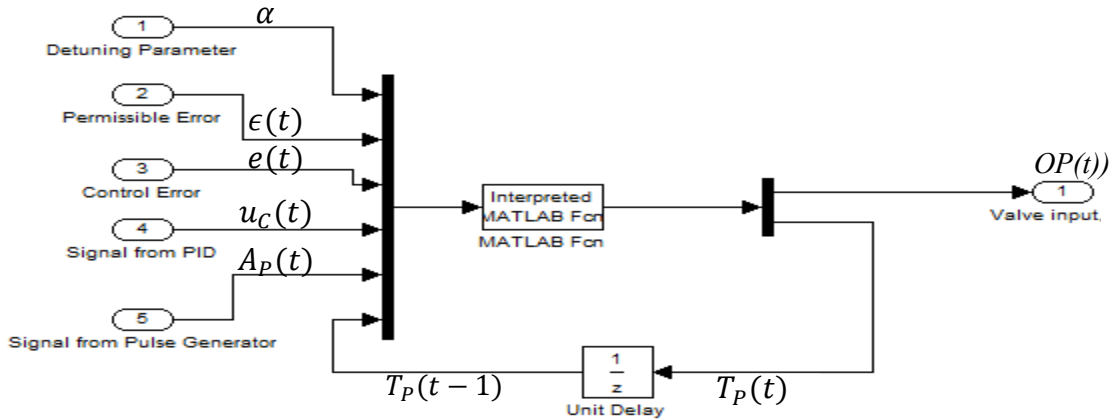 1
α
Detuning Parameter
2
Permissible Error
ϵ(t)
3
e(t)
Control Error
4
u_C(t)
Signal from PID
5
A_P(t)
Signal from Pulse Generator
Interpreted
MATLAB Fcn
MATLAB Fcn
OP(t))
1
Valve input,
T_P(t − 1)
1
z
Unit Delay
T_P(t)